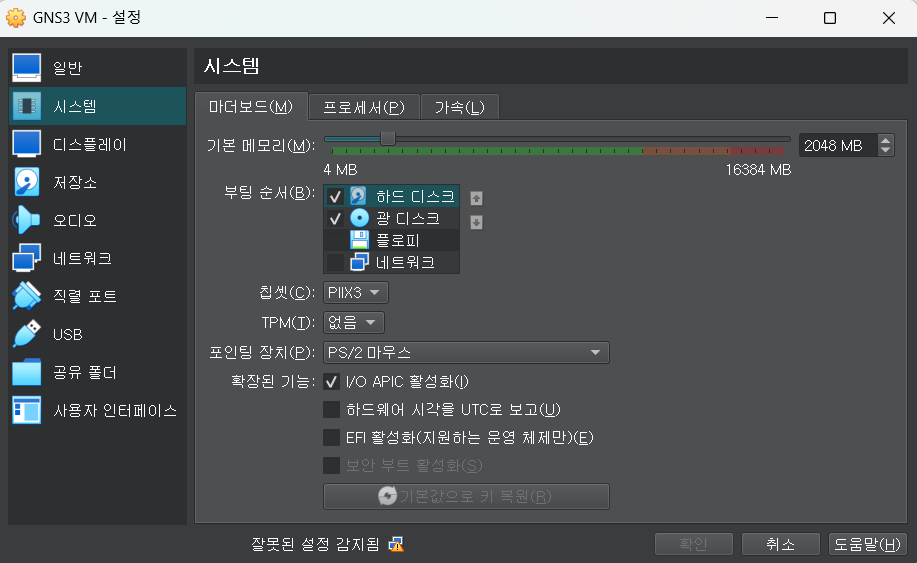 GNS3 VM - 설정
일반
시스템
디스플레이
저장소
오디오
네트워크
직렬 포트
USB
공유 폴더
사용자 인터페이스
시스템
마더보드(M) 프로세서(P) 가속(L)
기본 메모리(M): 2048 MB
4 MB 16384 MB
부팅 순서(B): 하드 디스크
광 디스크
플로피
네트워크
칩셋(C): PIIX3
TPM(T): 없음
포인팅 장치(P): PS/2 마우스
확장된 기능: I/O APIC 활성화(I)
하드웨어 시각을 UTC로 보고(U)
EFI 활성화(지원하는 운영 체제만)(E)
보안 부트 활성화(S)
기본값으로 키 복원(R)
잘못된 설정 감지됨 확인 취소 도움말(H)